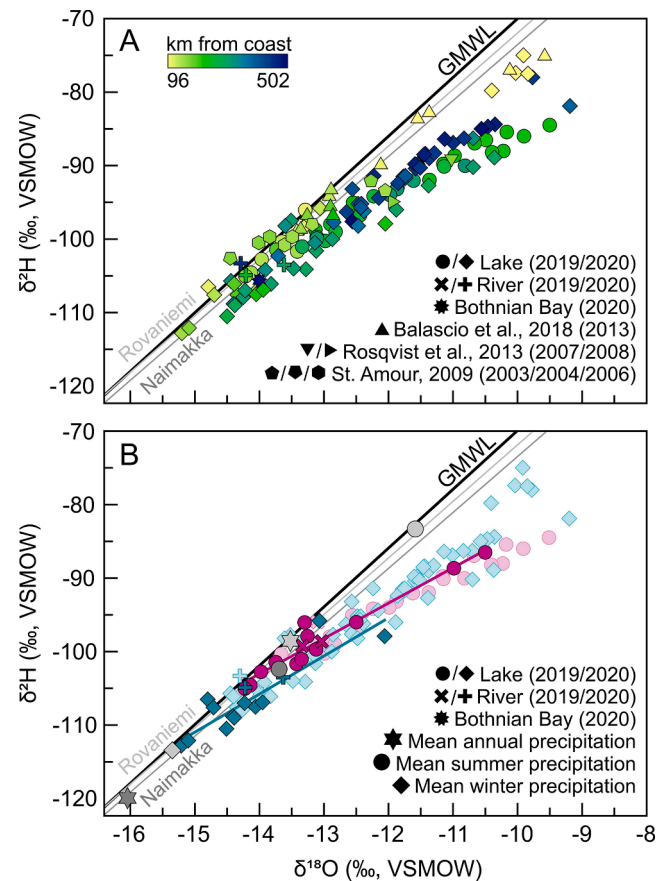 -70
-80
-90
-100
-110
-120
δ²H (‰, VSMOW)
A
km from coast
96 502
GMWL
Rovaniemi
Naimakka
●/◆ Lake (2019/2020)
✖/✚ River (2019/2020)
✸ Bothnian Bay (2020)
▲ Balascio et al., 2018 (2013)
▼/▶ Rosqvist et al., 2013 (2007/2008)
⬟/⯂/⬢ St. Amour, 2009 (2003/2004/2006)
-70
-80
-90
-100
-110
-120
δ²H (‰, VSMOW)
B
GMWL
Rovaniemi
Naimakka
●/◆ Lake (2019/2020)
✖/✚ River (2019/2020)
✸ Bothnian Bay (2020)
✶ Mean annual precipitation
● Mean summer precipitation
◆ Mean winter precipitation
-16 -15 -14 -13 -12 -11 -10 -9 -8
δ¹⁸O (‰, VSMOW)